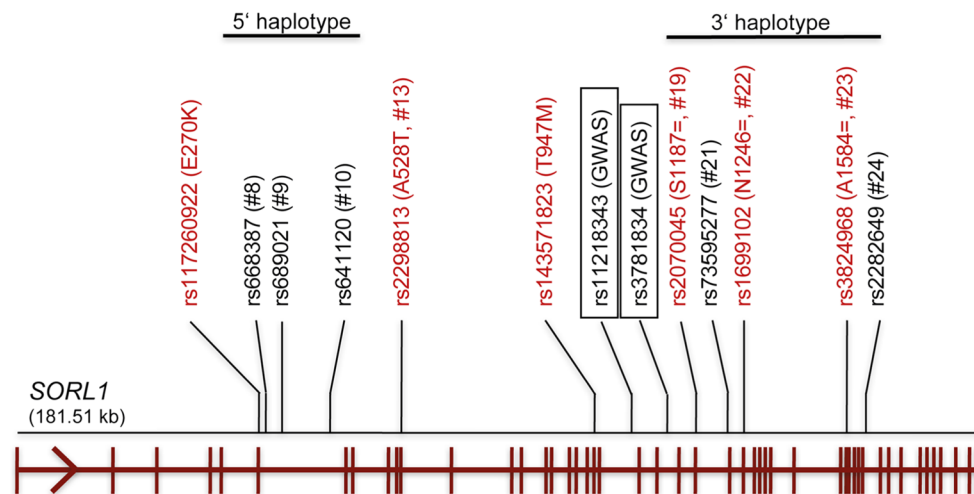 5‘ haplotype
3‘ haplotype
rs117260922 (E270K)
rs668387 (#8)
rs689021 (#9)
rs641120 (#10)
rs2298813 (A528T, #13)
rs143571823 (T947M)
rs11218343 (GWAS)
rs3781834 (GWAS)
rs2070045 (S1187=, #19)
rs73595277 (#21)
rs1699102 (N1246=, #22)
rs3824968 (A1584=, #23)
rs2282649 (#24)
SORL1
(181.51 kb)